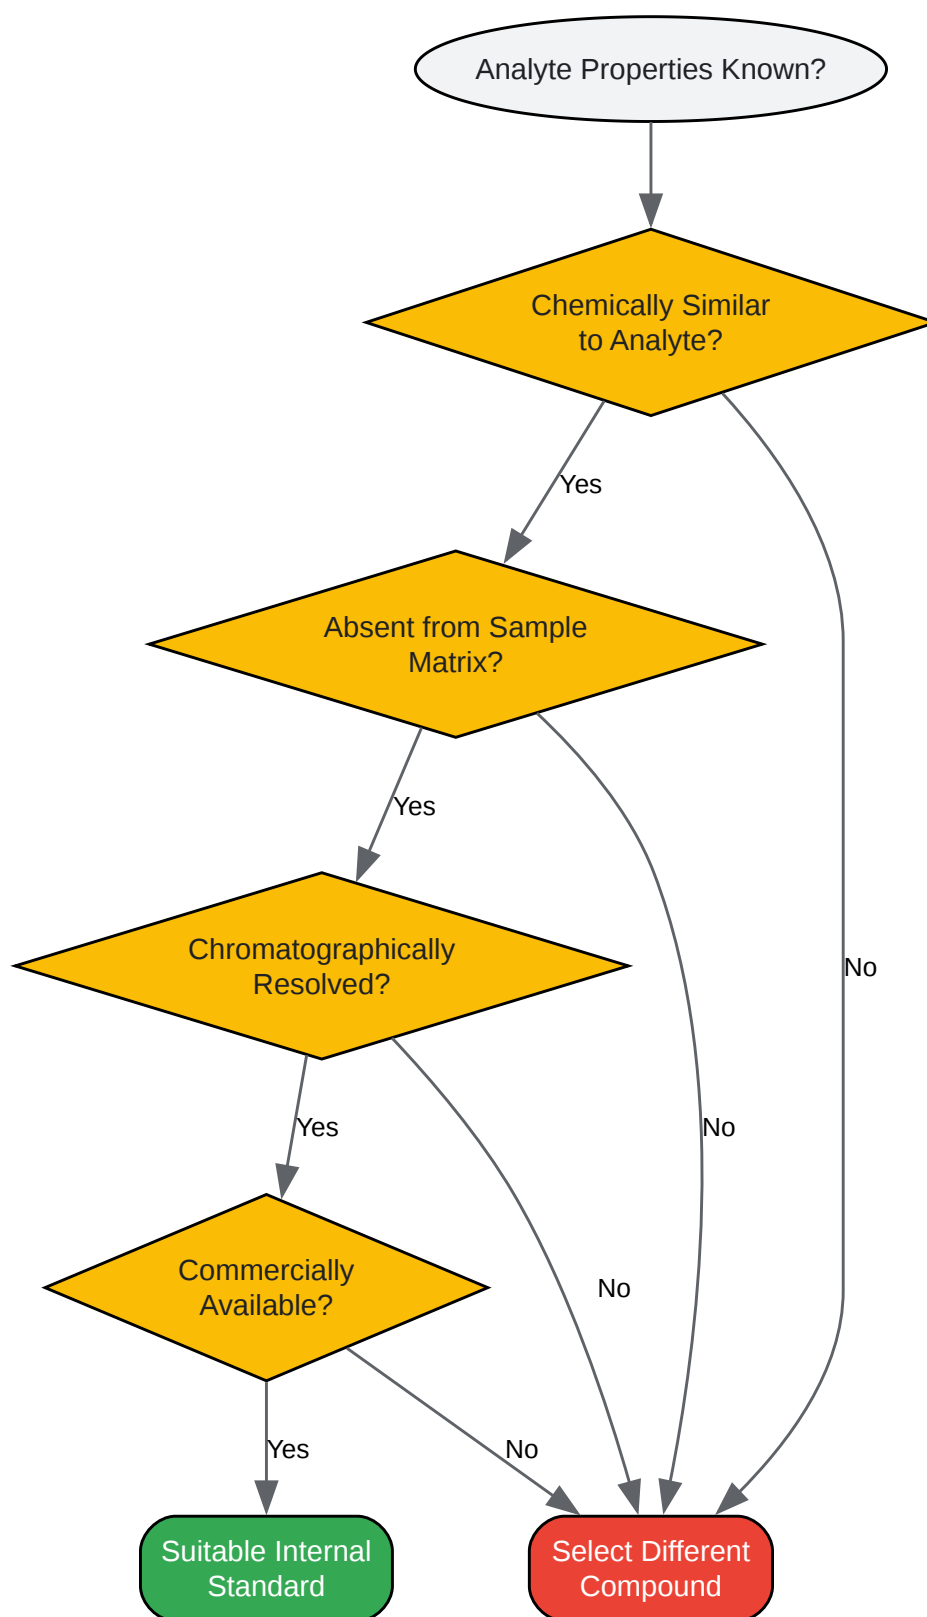 Analyte Properties Known?
Chemically Similar
to Analyte?
Yes
Absent from Sample
Matrix?
Yes
Chromatographically
Resolved?
No
Yes
No
Commercially
Available?
No
Yes
No
Suitable Internal
Standard
Select Different
Compound